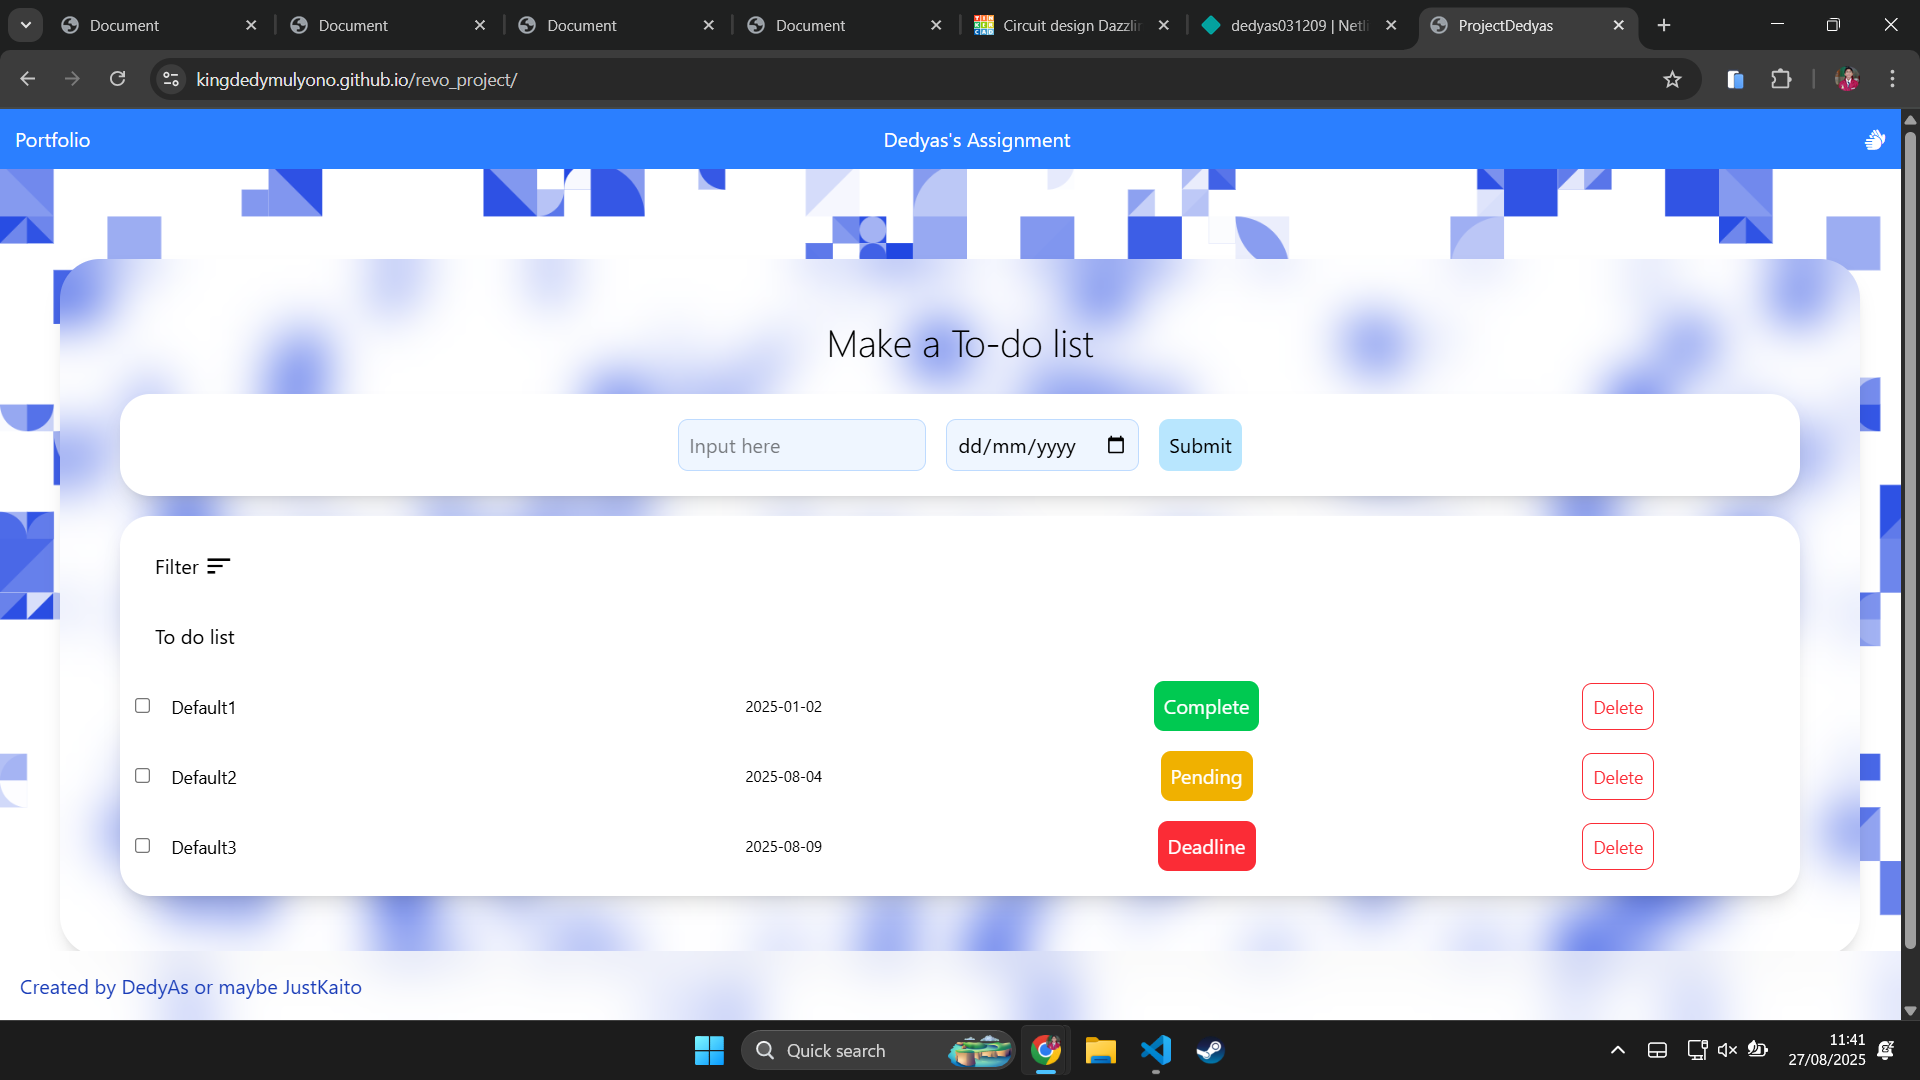 Document
Document
Document
Document
Circuit design Dazzlin
dedyas031209 | Netli
ProjectDedyas
kingdedymulyono.github.io/revo_project/
Portfolio
Dedyas's Assignment
Make a To-do list
Input here
dd/mm/yyyy
Submit
Filter
To do list
Default1
2025-01-02
Complete
Delete
Default2
2025-08-04
Pending
Delete
Default3
2025-08-09
Deadline
Delete
Created by DedyAs or maybe JustKaito
Quick search
11:41
27/08/2025